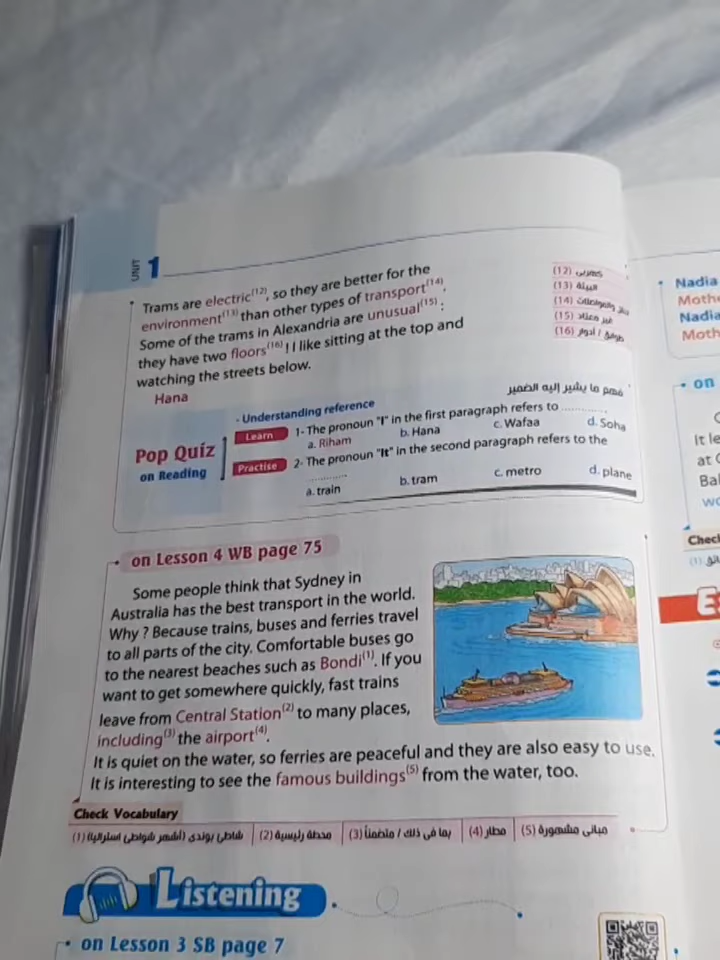 UNIT 1
Trams are electric(12), so they are better for the
environment(13) than other types of transport(14).
Some of the trams in Alexandria are unusual(15) :
they have two floors(16) ! I like sitting at the top and
watching the streets below.
Hana
(12) كهربى
(13) البيئة
(14)
(15) غير معتاد
(16) طوابق / أدوار
Pop Quiz
on Reading
- Understanding reference
فهم ما يشير إليه الضمير
Learn 1- The pronoun "I" in the first paragraph refers to ............
a. Riham b. Hana c. Wafaa d. Soha
Practise 2- The pronoun "It" in the second paragraph refers to the
............
a. train b. tram c. metro d. plane
on Lesson 4 WB page 75
Some people think that Sydney in
Australia has the best transport in the world.
Why ? Because trains, buses and ferries travel
to all parts of the city. Comfortable buses go
to the nearest beaches such as Bondi(1). If you
want to get somewhere quickly, fast trains
leave from Central Station(2) to many places,
including(3) the airport(4).
It is quiet on the water, so ferries are peaceful and they are also easy to use.
It is interesting to see the famous buildings(5) from the water, too.
Check Vocabulary
(1) شاطى بوندى (أشهر شواطى استراليا) (2) محطة رئيسية (3) بما فى ذلك / متضمناً (4) مطار (5) مبانى مشهورة
Listening
on Lesson 3 SB page 7
Nadia
Mothe
Nadia
Moth
on
It le
at C
Bal
wo
Check
(1)
E